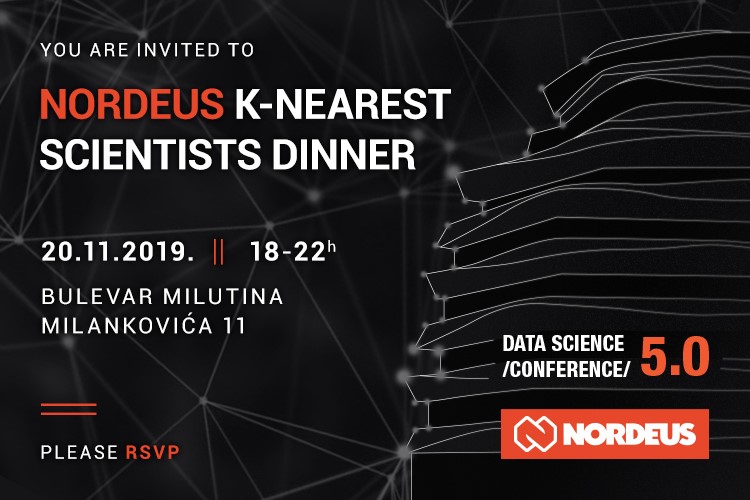 YOU ARE INVITED TO
NORDEUS K-NEAREST
SCIENTISTS DINNER
20.11.2019. || 18-22h
BULEVAR MILUTINA
MILANKOVIĆA 11
DATA SCIENCE
/CONFERENCE/ 5.0
NORDEUS
PLEASE RSVP